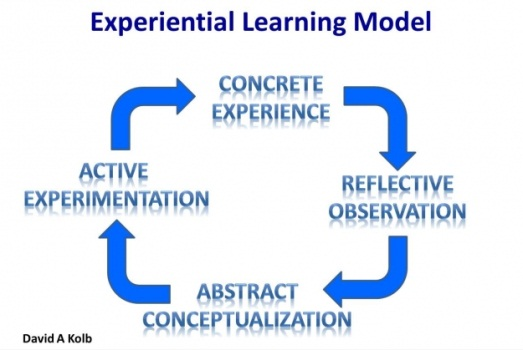 Experiential Learning Model
CONCRETE
EXPERIENCE
REFLECTIVE
OBSERVATION
ABSTRACT
CONCEPTUALIZATION
ACTIVE
EXPERIMENTATION
David A Kolb